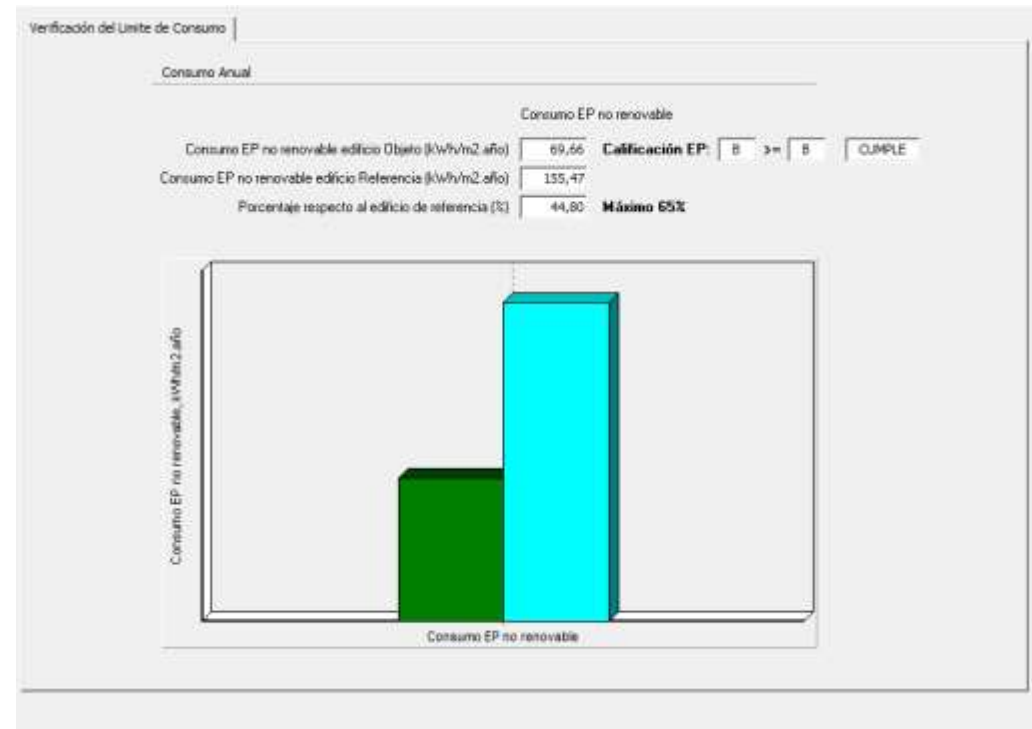 Verificación del Limite de Consumo
Consumo Anual
Consumo EP no renovable
Consumo EP no renovable edificio Objeto (kWh/m2.año) 69,66 Calificación EP: B >= B CUMPLE
Consumo EP no renovable edificio Referencia (kWh/m2.año) 155,47
Porcentaje respecto al edificio de referencia (%) 44,80 Máximo 65%
Consumo EP no renovable, kWh/m2.año
Consumo EP no renovable